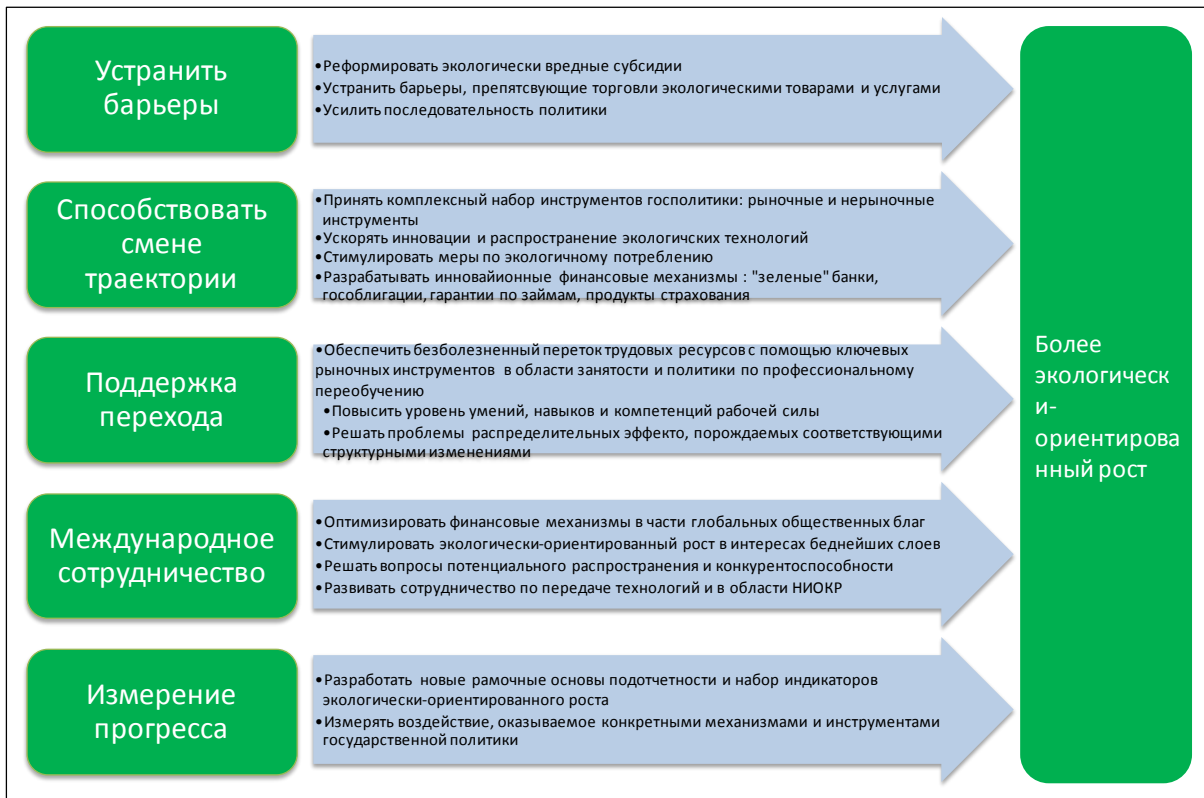 Устранить
барьеры
•Реформировать экологически вредные субсидии
•Устранить барьеры, препятсвующие торговли экологическими товарами и услугами
•Усилить последовательность политики
Способствовать
смене
траектории
•Принять комплексный набор инструментов госполитики: рыночные и нерыночные
инструменты
•Ускорять инновации и распространение экологичских технологий
•Стимулировать меры по экологичному потреблению
•Разрабатывать инновайионные финансовые механизмы : "зеленые" банки,
гособлигации, гарантии по займам, продукты страхования
Поддержка
перехода
•Обеспечить безболезненный переток трудовых ресурсов с помощью ключевых
рыночных инструментов в области занятости и политики по профессиональному
переобучению
•Повысить уровень умений, навыков и компетенций рабочей силы
•Решать проблемы распределительных эффекто, порождаемых соответствующими
структурными изменениями
Международное
сотрудничество
•Оптимизировать финансовые механизмы в части глобальных общественных благ
•Стимулировать экологически-ориентированный рост в интересах беднейших слоев
•Решать вопросы потенциального распространения и конкурентоспособности
•Развивать сотрудничество по передаче технологий и в области НИОКР
Измерение
прогресса
•Разработать новые рамочные основы подотчетности и набор индикаторов
экологически-ориентированного роста
•Измерять воздействие, оказываемое конкретными механизмами и инструментами
государственной политики
Более
экологическ
и-
ориентирова
нный рост